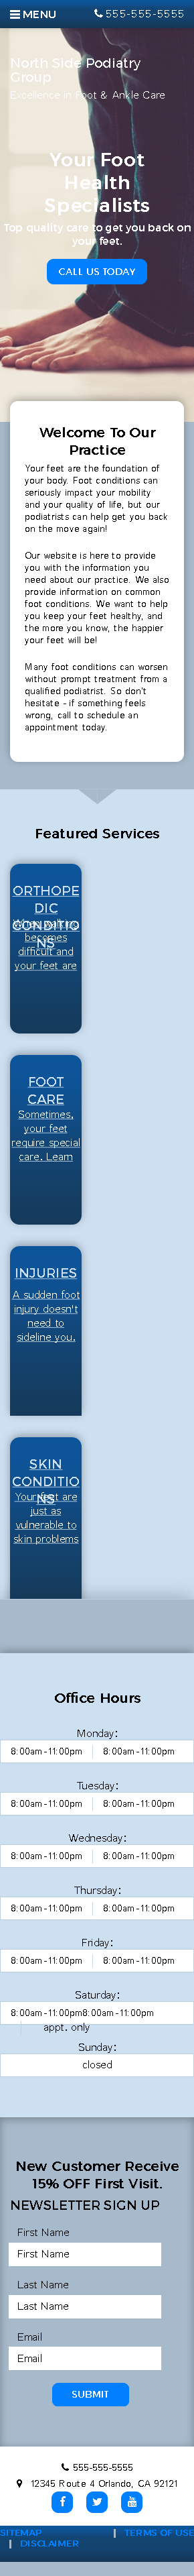 MENU 555-555-5555
North Side Podiatry
Group
Excellence in Foot & Ankle Care
Your Foot
Health
Specialists
Top quality care to get you back on
your feet.
CALL US TODAY
Welcome To Our
Practice
Your feet are the foundation of
your body. Foot conditions can
seriously impact your mobility
and your quality of life, but our
podiatrists can help get you back
on the move again!
Our website is here to provide
you with the information you
need about our practice. We also
provide information on common
foot conditions. We want to help
you keep your feet healthy, and
the more you know, the happier
your feet will be!
Many foot conditions can worsen
without prompt treatment from a
qualified podiatrist. So don't
hesitate - if something feels
wrong, call to schedule an
appointment today.
Featured Services
ORTHOPE
DIC
CONDITIO
NS
When walking
becomes
difficult and
your feet are
FOOT
CARE
Sometimes,
your feet
require special
care. Learn
INJURIES
A sudden foot
injury doesn't
need to
sideline you.
SKIN
CONDITIO
NS
Your feet are
just as
vulnerable to
skin problems
Office Hours
Monday:
8:00am-11:00pm 8:00am-11:00pm
Tuesday:
8:00am-11:00pm 8:00am-11:00pm
Wednesday:
8:00am-11:00pm 8:00am-11:00pm
Thursday:
8:00am-11:00pm 8:00am-11:00pm
Friday:
8:00am-11:00pm 8:00am-11:00pm
Saturday:
8:00am-11:00pm8:00am-11:00pm
appt. only
Sunday:
closed
New Customer Receive
15% OFF First Visit.
NEWSLETTER SIGN UP
First Name
First Name
Last Name
Last Name
Email
Email
SUBMIT
555-555-5555
12345 Route 4 Orlando, CA 92121
SITEMAP | TERMS OF USE
| DISCLAIMER